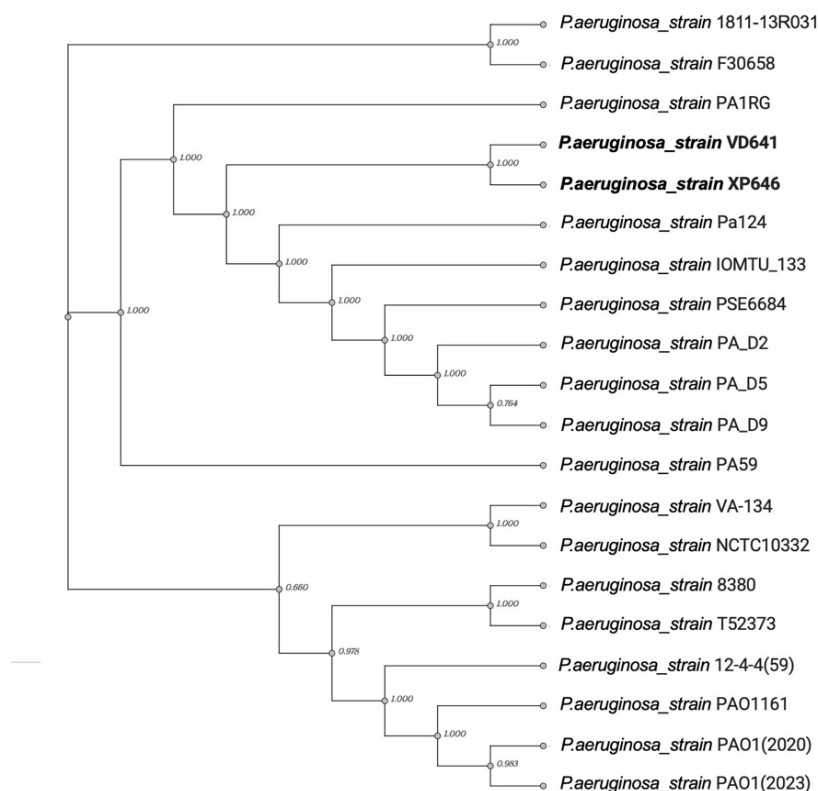 P.aeruginosa_strain 1811-13R031
1.000
P.aeruginosa_strain F30658
P.aeruginosa_strain PA1RG
P.aeruginosa_strain VD641
1.000
1.000
P.aeruginosa_strain XP646
1.000
P.aeruginosa_strain Pa124
1.000
P.aeruginosa_strain IOMTU_133
1.000
P.aeruginosa_strain PSE6684
1.000
1.000
P.aeruginosa_strain PA_D2
1.000
P.aeruginosa_strain PA_D5
0.764
P.aeruginosa_strain PA_D9
P.aeruginosa_strain PA59
P.aeruginosa_strain VA-134
1.000
P.aeruginosa_strain NCTC10332
P.aeruginosa_strain 8380
0.660
1.000
P.aeruginosa_strain T52373
0.978
P.aeruginosa_strain 12-4-4(59)
1.000
P.aeruginosa_strain PAO1161
1.000
P.aeruginosa_strain PAO1(2020)
0.983
P.aeruginosa_strain PAO1(2023)